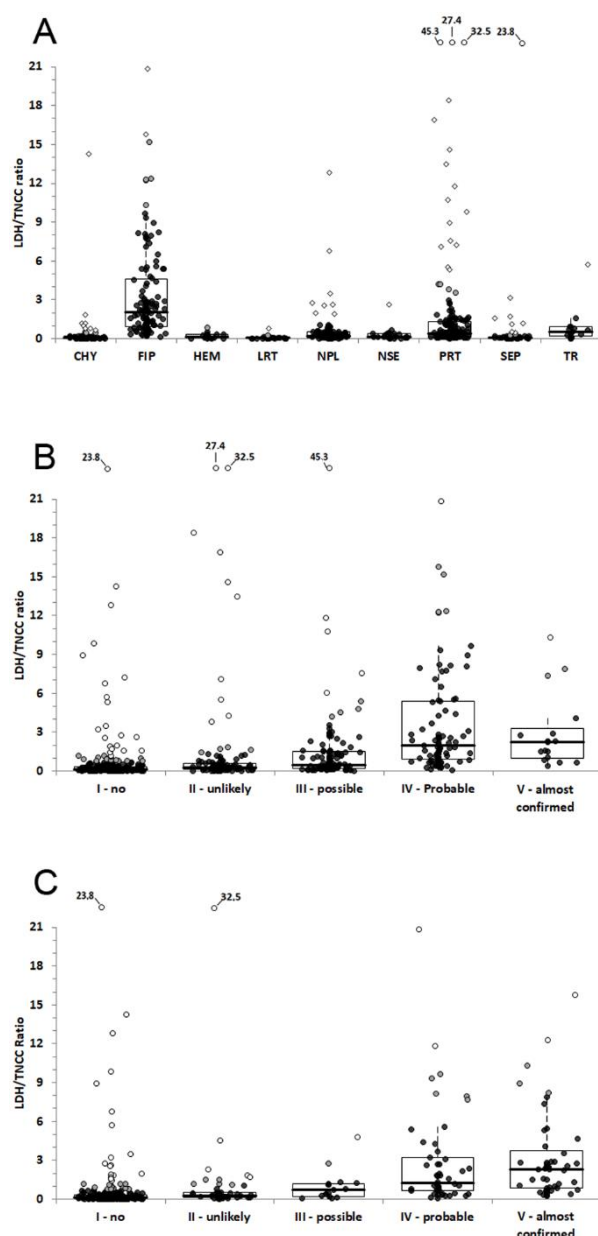 A
27.4
45.3 32.5 23.8
21
18
15
12
9
6
3
0
LDH/TNCC ratio
CHY FIP HEM LRT NPL NSE PRT SEP TR
B
27.4
23.8 32.5 45.3
21
18
15
12
9
6
3
0
LDH/TNCC ratio
I - no II - unlikely III - possible IV - Probable V - almost
confirmed
C
23,8 32.5
21
18
15
12
9
6
3
0
LDH/TNCC Ratio
I - no II - unlikely III - possible IV - probable V - almost
confirmed